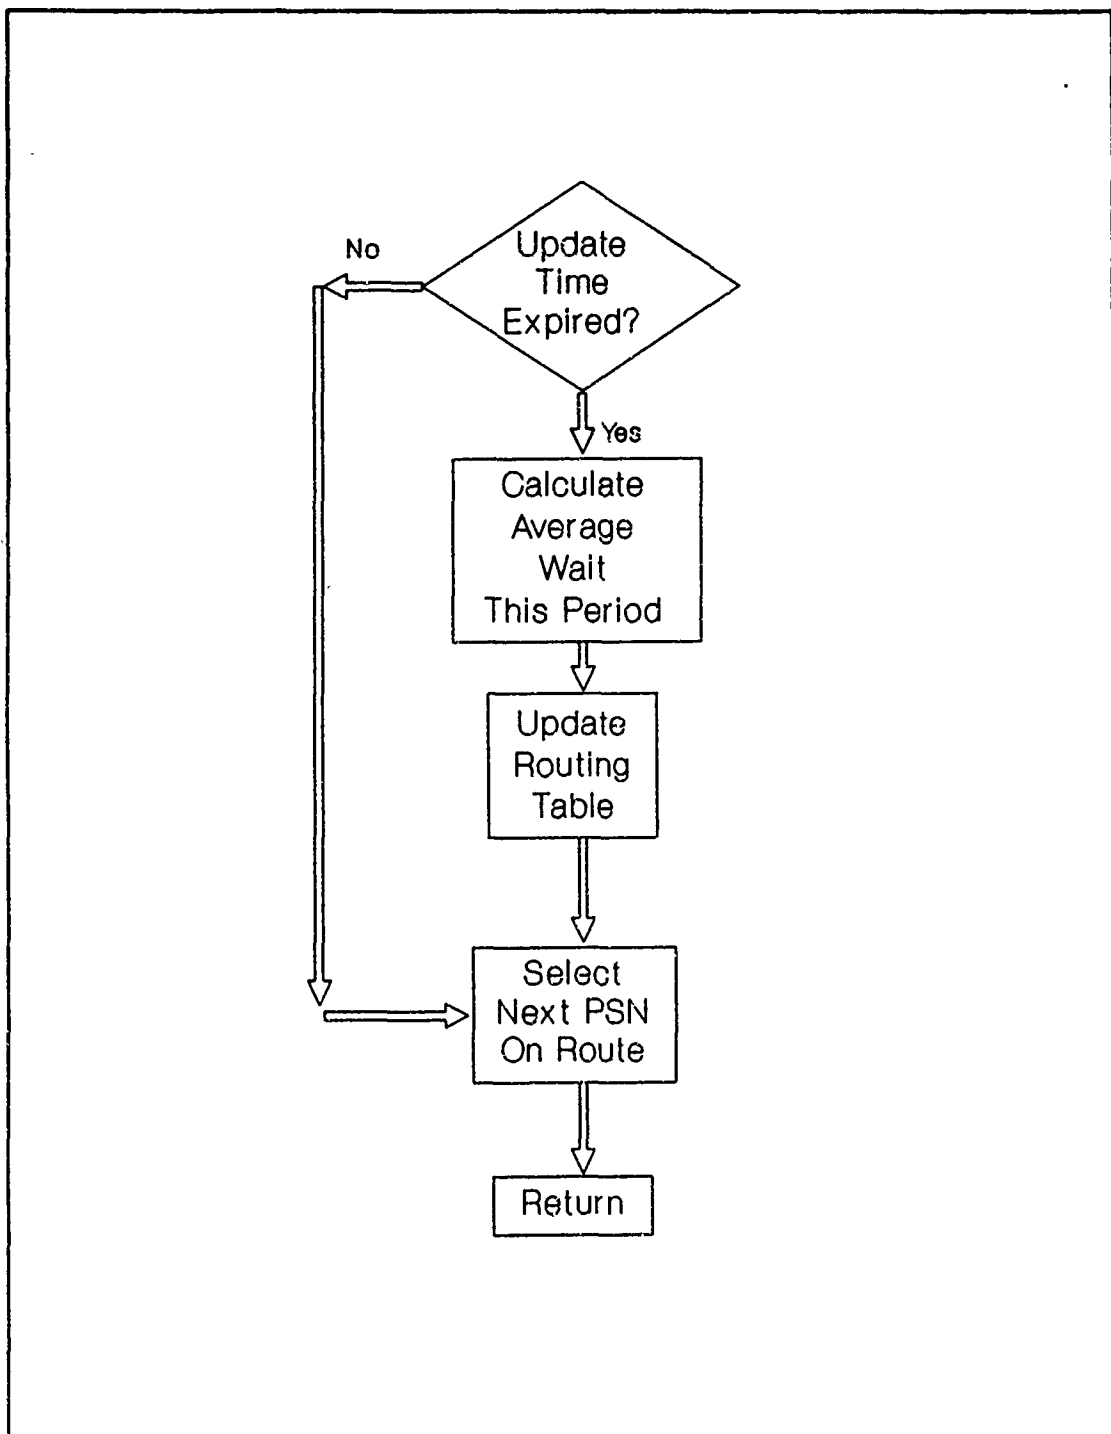 No
Update
Time
Expired?
Yes
Calculate
Average
Wait
This Period
Update
Routing
Table
Select
Next PSN
On Route
Return